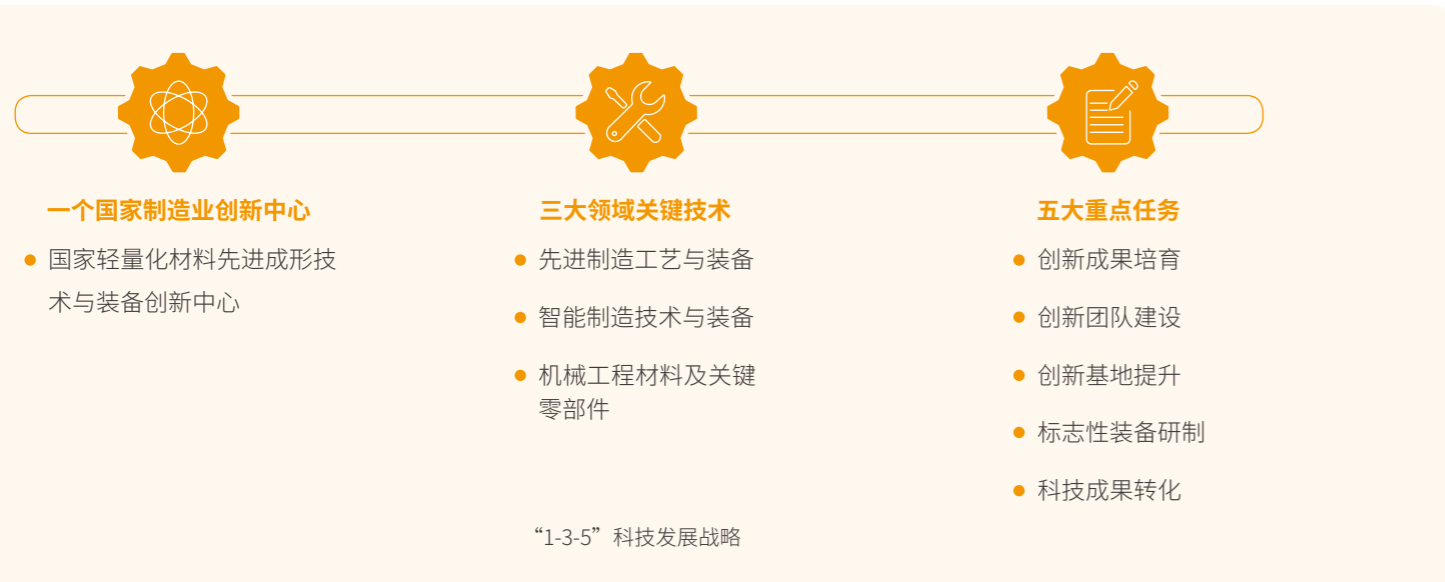 一个国家制造业创新中心
国家轻量化材料先进成形技
术与装备创新中心
三大领域关键技术
先进制造工艺与装备
智能制造技术与装备
机械工程材料及关键
零部件
五大重点任务
创新成果培育
创新团队建设
创新基地提升
标志性装备研制
科技成果转化
“1-3-5”科技发展战略